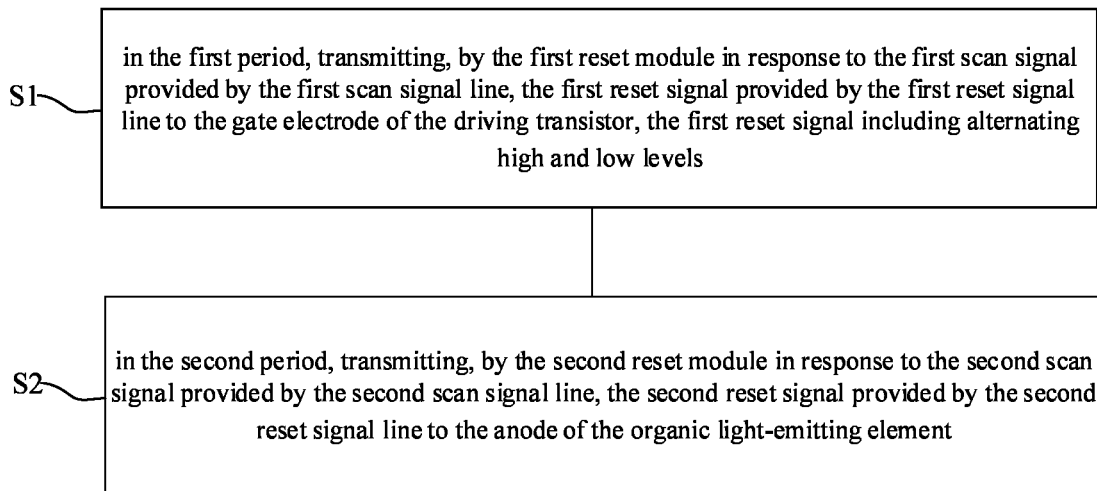 in the first period, transmitting, by the first reset module in response to the first scan signal
S1
provided by the first scan signal line, the first reset signal provided by the first reset signal
line to the gate electrode of the driving transistor, the first reset signal including alternating
high and low levels
in the second period, transmitting, by the second reset module in response to the second scan
S2
signal provided by the second scan signal line, the second reset signal provided by the second
reset signal line to the anode of the organic light-emitting element